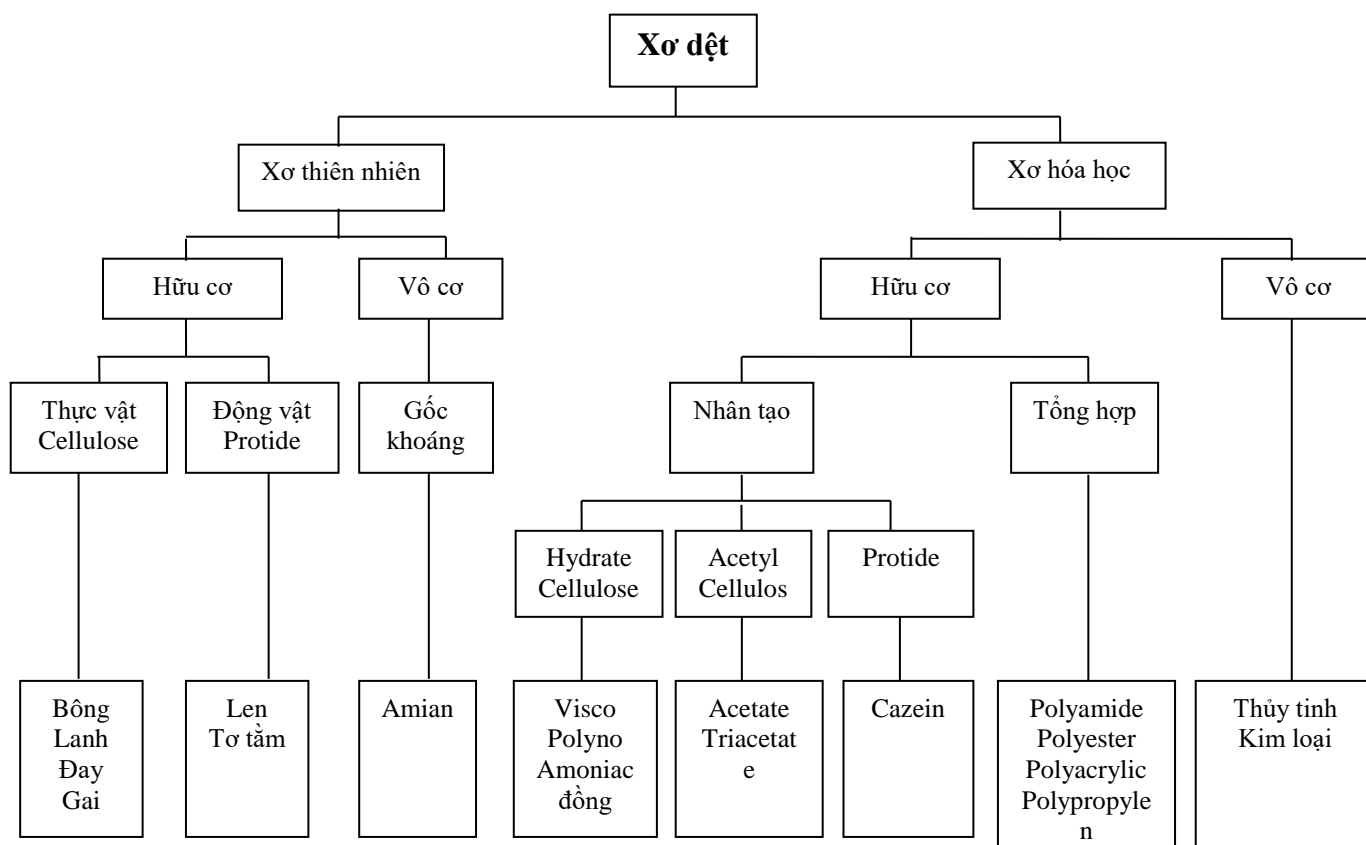 Xơ dệt
Xơ thiên nhiên
Xơ hóa học
Hữu cơ
Vô cơ
Hữu cơ
Vô cơ
Thực vật
Cellulose
Động vật
Protide
Gốc
khoáng
Nhân tạo
Tổng hợp
Hydrate
Cellulose
Acetyl
Cellulos
Protide
Bông
Lanh
Đay
Gai
Len
Tơ tằm
Amian
Visco
Polyno
Amoniac
đồng
Acetate
Triacetat
e
Cazein
Polyamide
Polyester
Polyacrylic
Polypropyle
n
Thủy tinh
Kim loại